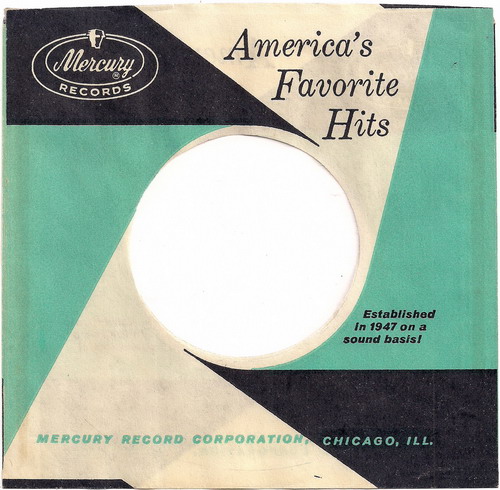 Mercury
RECORDS
America's
Favorite
Hits
Established
in 1947 on a
sound basis!
MERCURY RECORD CORPORATION, CHICAGO, ILL.